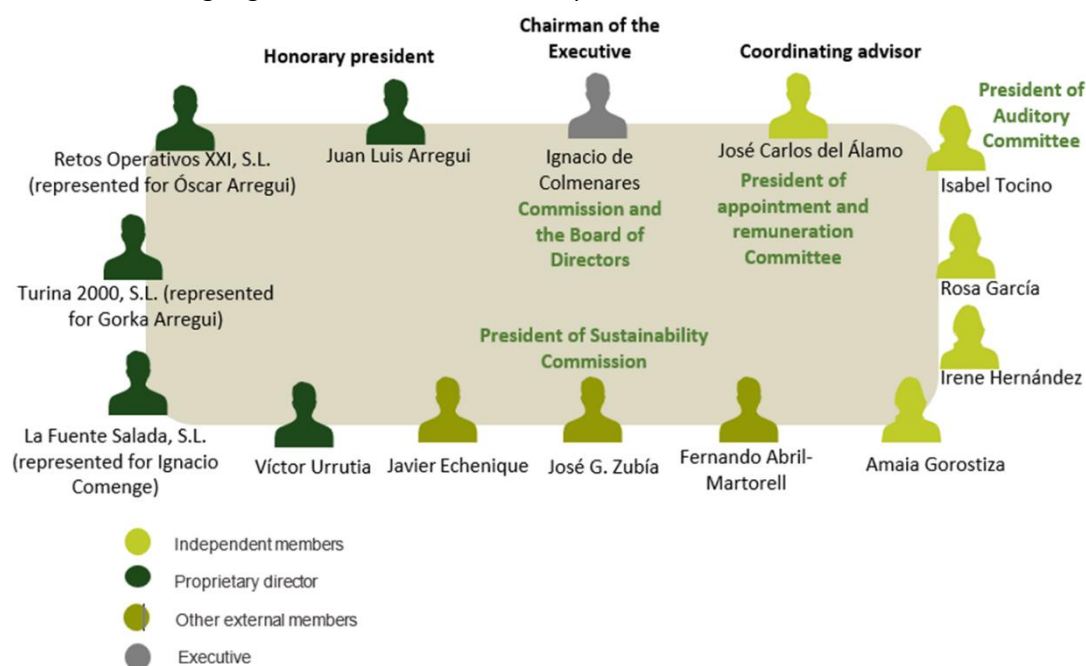 Honorary president
Chairman of the
Executive
Coordinating advisor
President of
Auditory
Committee
Retos Operativos XXI, S.L.
(represented for Óscar Arregui)
Juan Luis Arregui
Ignacio de
Colmenares
Commission and
the Board of
Directors
José Carlos del Álamo
President of
appointment and
remuneration
Committee
Isabel Tocino
Turina 2000, S.L. (represented
for Gorka Arregui)
Rosa García
President of Sustainability
Commission
Irene Hernández
La Fuente Salada, S.L.
(represented for Ignacio
Comenge)
Víctor Urrutia
Javier Echenique
José G. Zubía
Fernando Abril-
Martorell
Amaia Gorostiza
Independent members
Proprietary director
Other external members
Executive